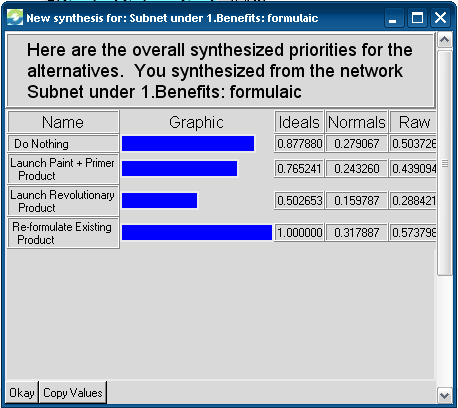 New synthesis for: Subnet under 1.Benefits: formulaic
Here are the overall synthesized priorities for the
alternatives. You synthesized from the network
Subnet under 1.Benefits: formulaic
Name Graphic Ideals Normals Raw
Do Nothing 0.877880 0.279067 0.503726
Launch Paint + Primer
Product 0.765241 0.243260 0.439094
Launch Revolutionary
Product 0.502653 0.159787 0.288421
Re-formulate Existing
Product 1.000000 0.317887 0.573798
Okay Copy Values